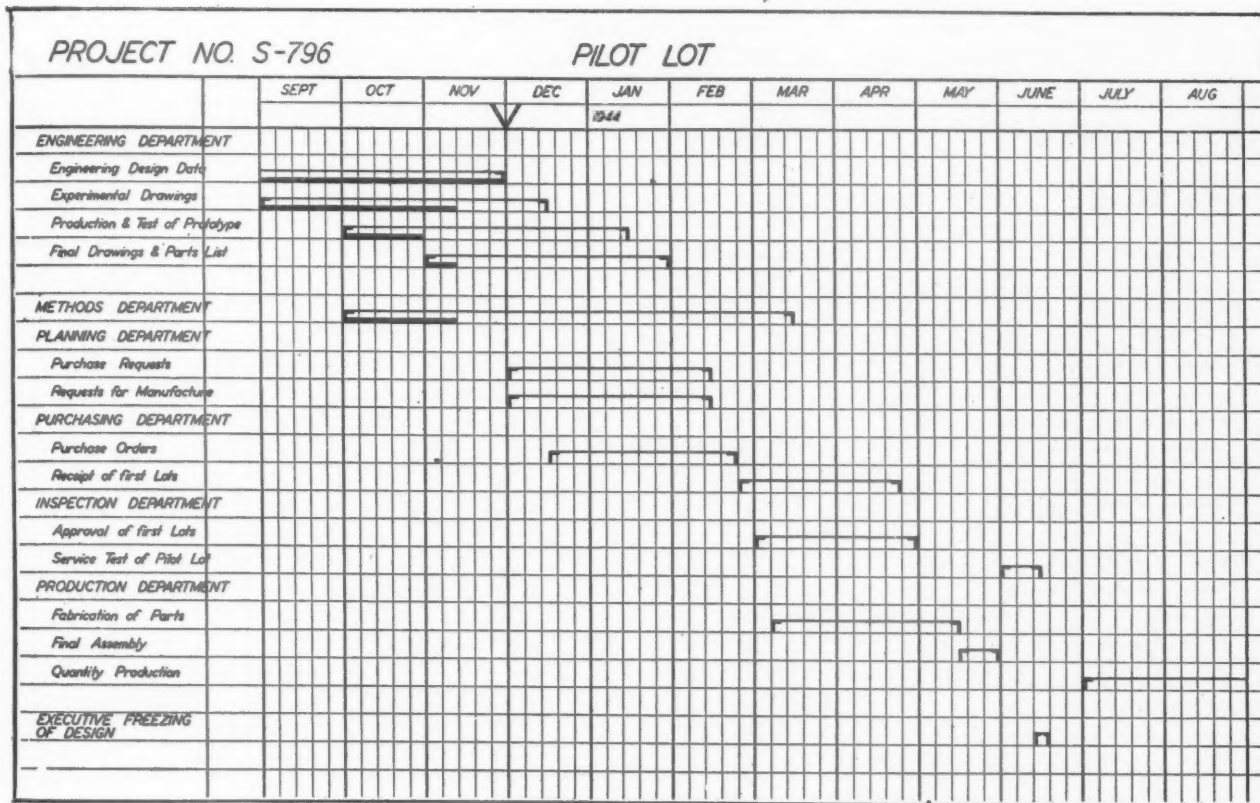 PROJECT NO. S-796 PILOT LOT
SEPT OCT NOV DEC JAN FEB MAR APR MAY JUNE JULY AUG
1944
ENGINEERING DEPARTMENT
Engineering Design Data
Experimental Drawings
Production & Test of Prototype
Final Drawings & Parts List
METHODS DEPARTMENT
PLANNING DEPARTMENT
Purchase Requests
Requests for Manufacture
PURCHASING DEPARTMENT
Purchase Orders
Receipt of first Lots
INSPECTION DEPARTMENT
Approval of first Lots
Service Test of Pilot Lot
PRODUCTION DEPARTMENT
Fabrication of Parts
Final Assembly
Quantity Production
EXECUTIVE FREEZING
OF DESIGN